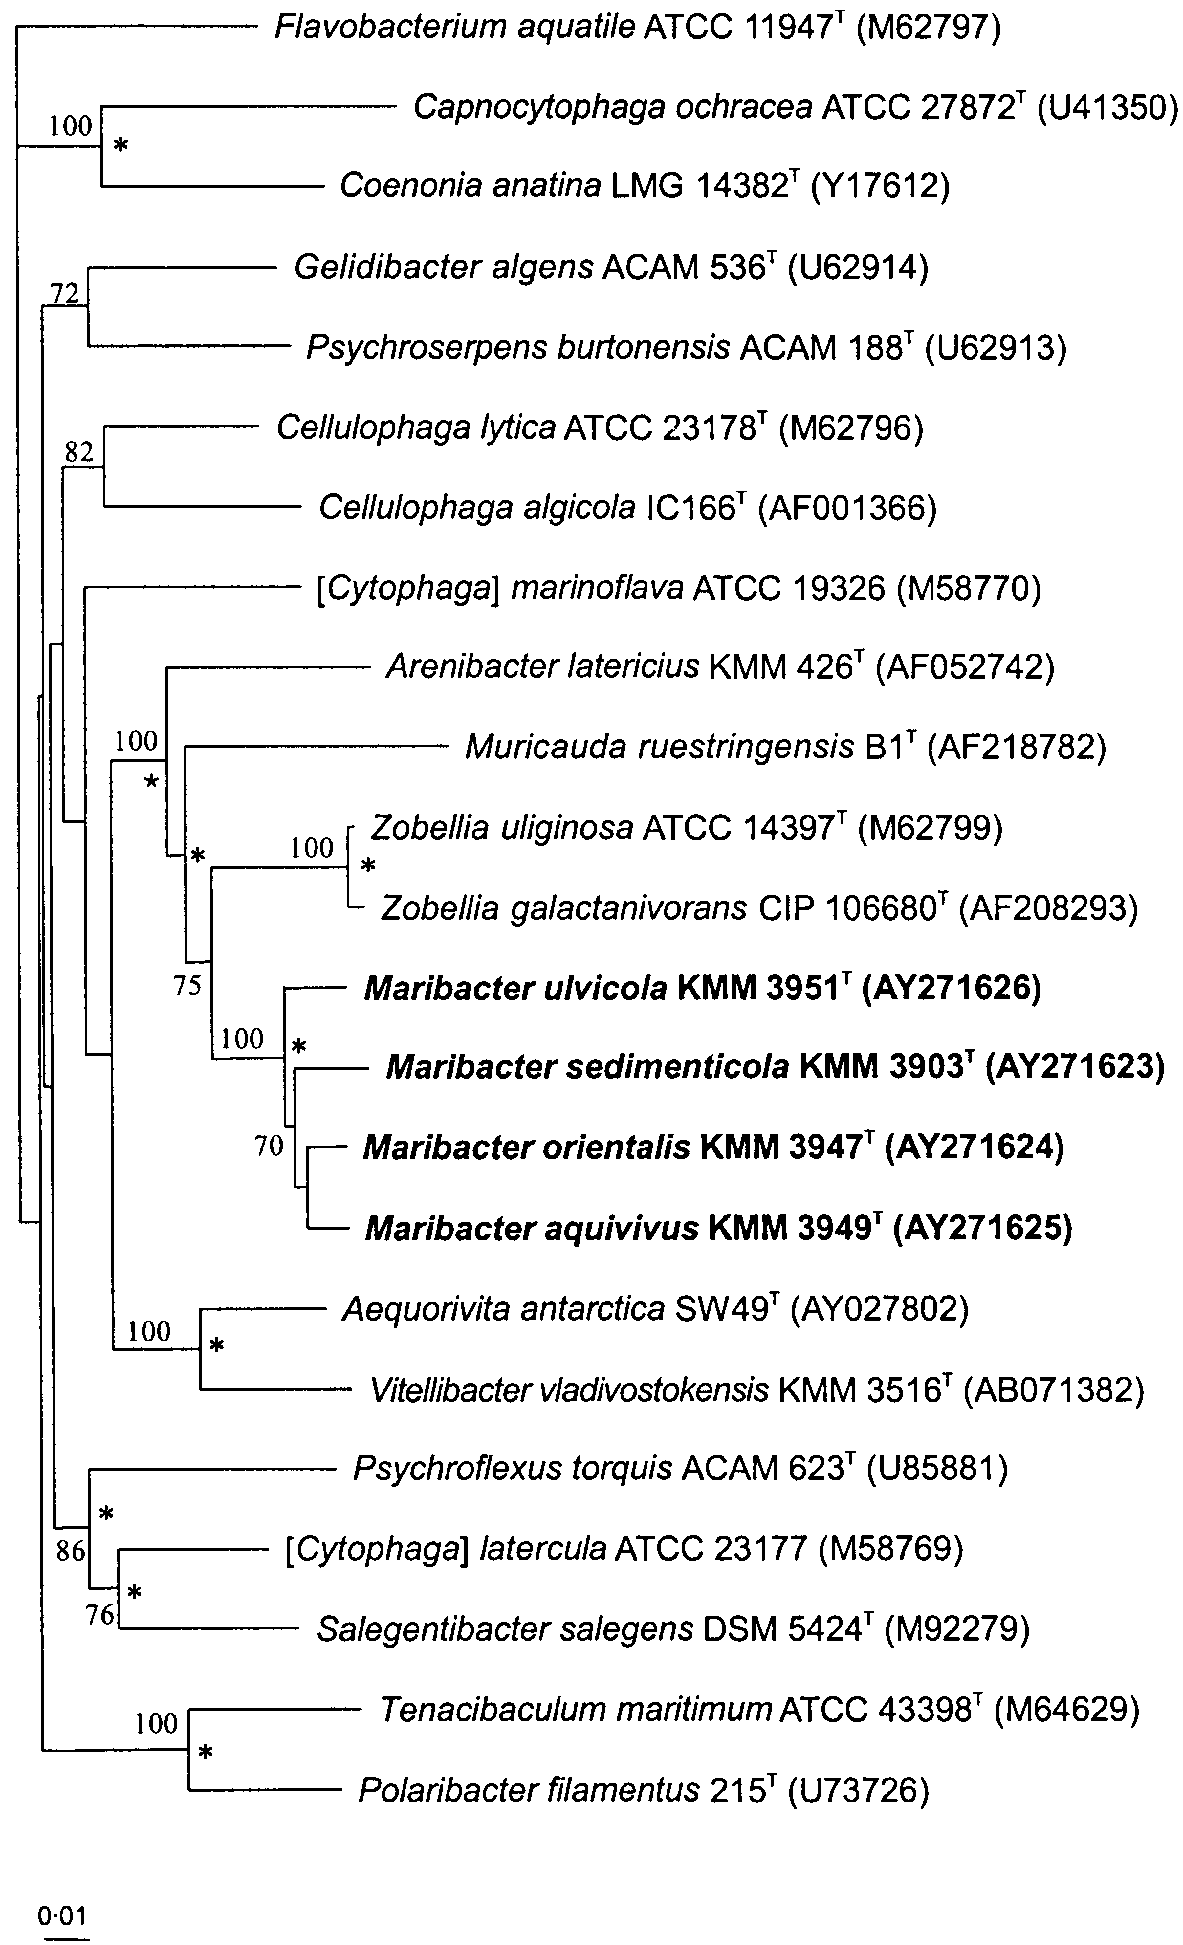 Flavobacterium aquatile ATCC 11947T (M62797)
Capnocytophaga ochracea ATCC 27872T (U41350)
100
*
Coenonia anatina LMG 14382T (Y17612)
Gelidibacter algens ACAM 536T (U62914)
72
Psychroserpens burtonensis ACAM 188T (U62913)
Cellulophaga lytica ATCC 23178T (M62796)
82
Cellulophaga algicola IC166T (AF001366)
[Cytophaga] marinoflava ATCC 19326 (M58770)
Arenibacter latericius KMM 426T (AF052742)
100
*
Muricauda ruestringensis B1T (AF218782)
*
Zobellia uliginosa ATCC 14397T (M62799)
100
*
Zobellia galactanivorans CIP 106680T (AF208293)
75
Maribacter ulvicola KMM 3951T (AY271626)
100
*
Maribacter sedimenticola KMM 3903T (AY271623)
70
Maribacter orientalis KMM 3947T (AY271624)
Maribacter aquivivus KMM 3949T (AY271625)
Aequorivita antarctica SW49T (AY027802)
100
*
Vitellibacter vladivostokensis KMM 3516T (AB071382)
Psychroflexus torquis ACAM 623T (U85881)
*
86
[Cytophaga] latercula ATCC 23177 (M58769)
*
76
Salegentibacter salegens DSM 5424T (M92279)
Tenacibaculum maritimum ATCC 43398T (M64629)
100
*
Polaribacter filamentus 215T (U73726)
0·01